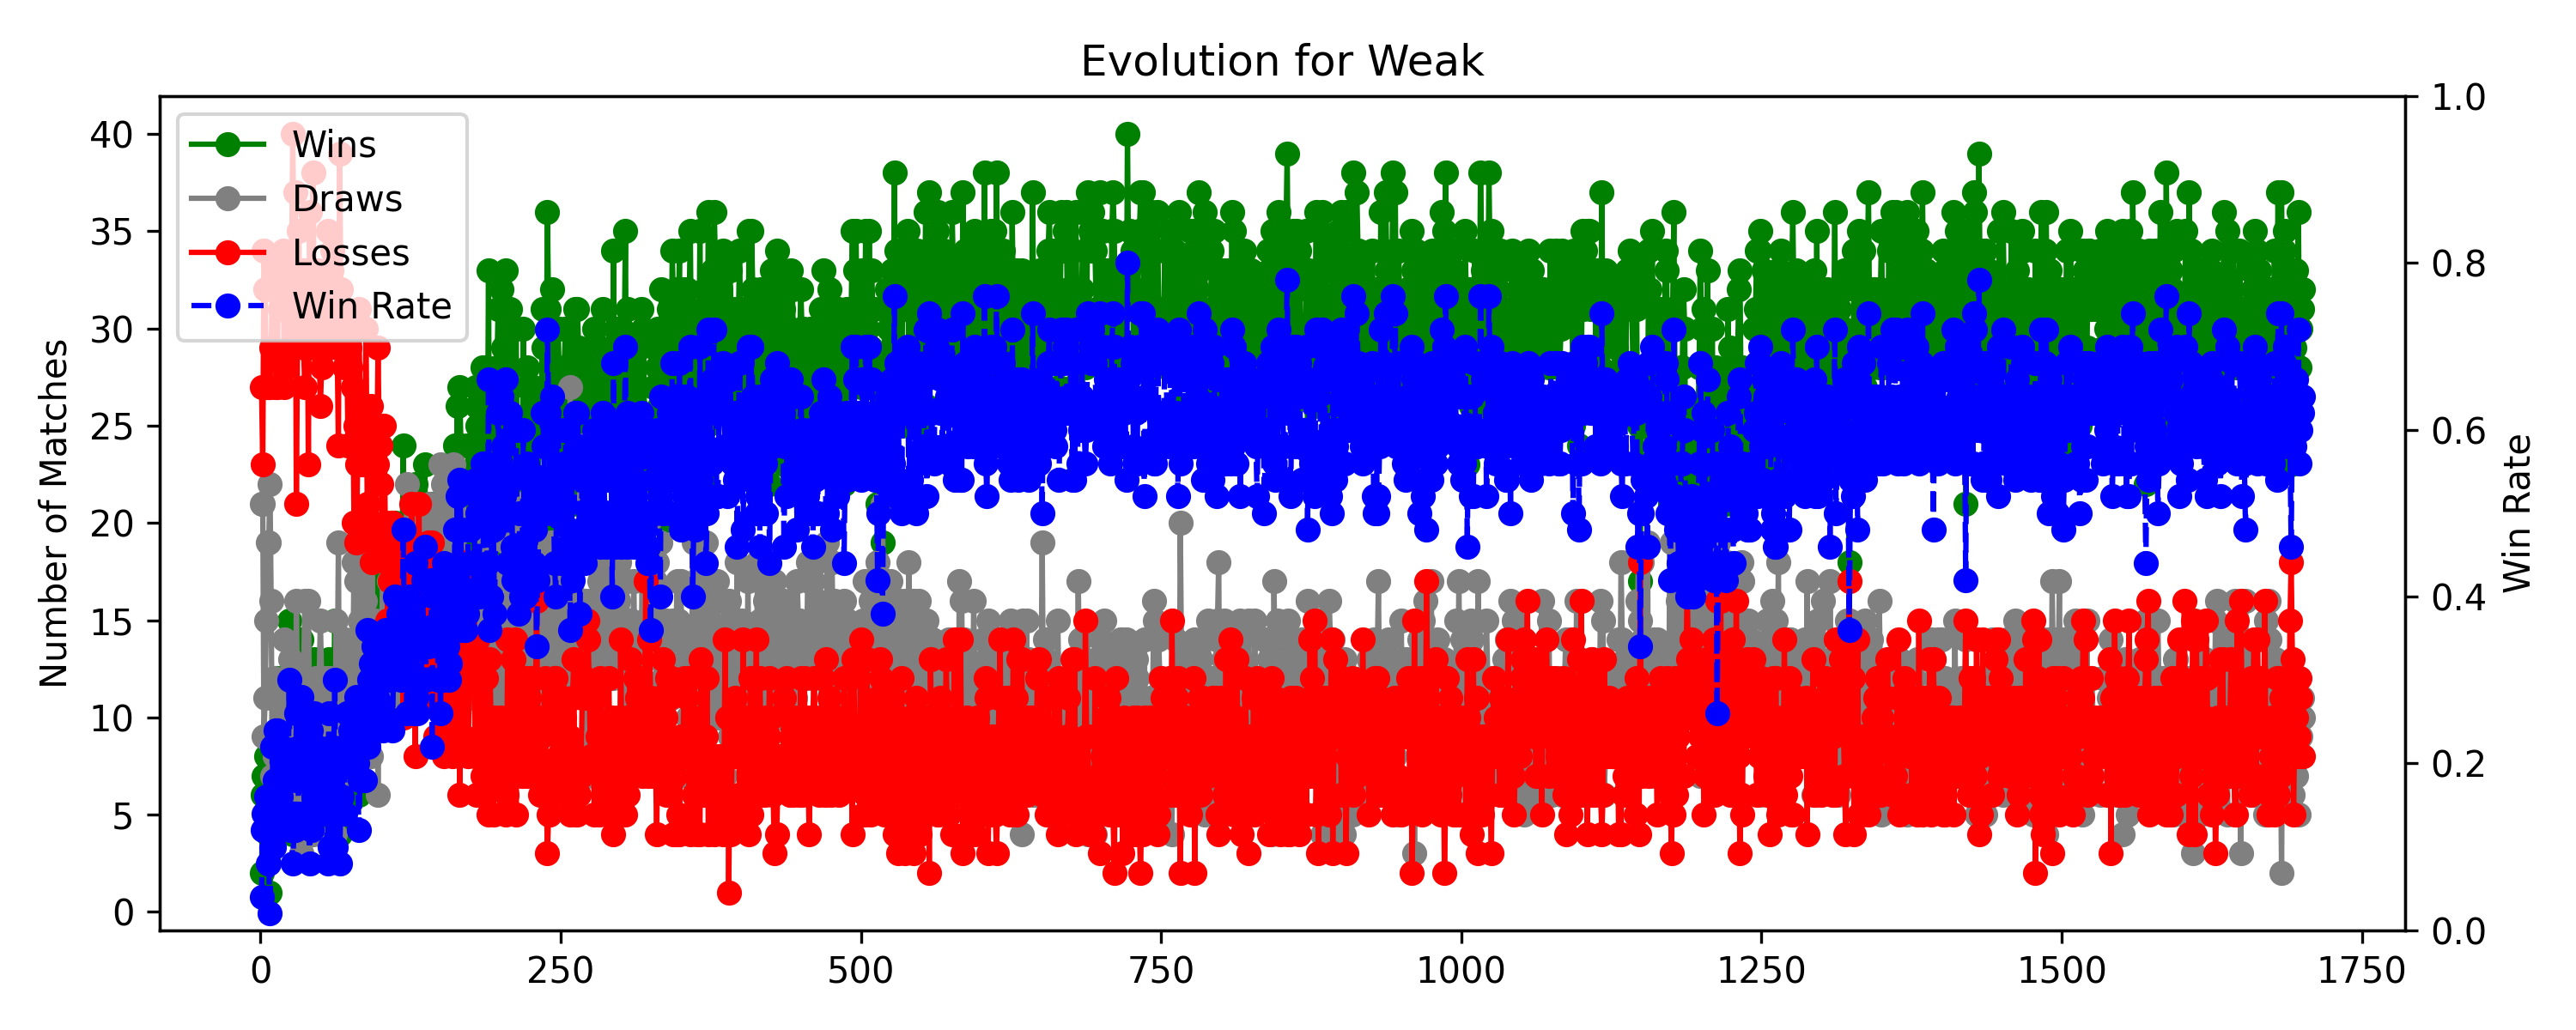 Evolution for Weak
Wins
Draws
Losses
Win Rate
Number of Matches
40
35
30
25
20
15
10
5
0
1.0
0.8
0.6
0.4
0.2
0.0
Win Rate
0 250 500 750 1000 1250 1500 1750